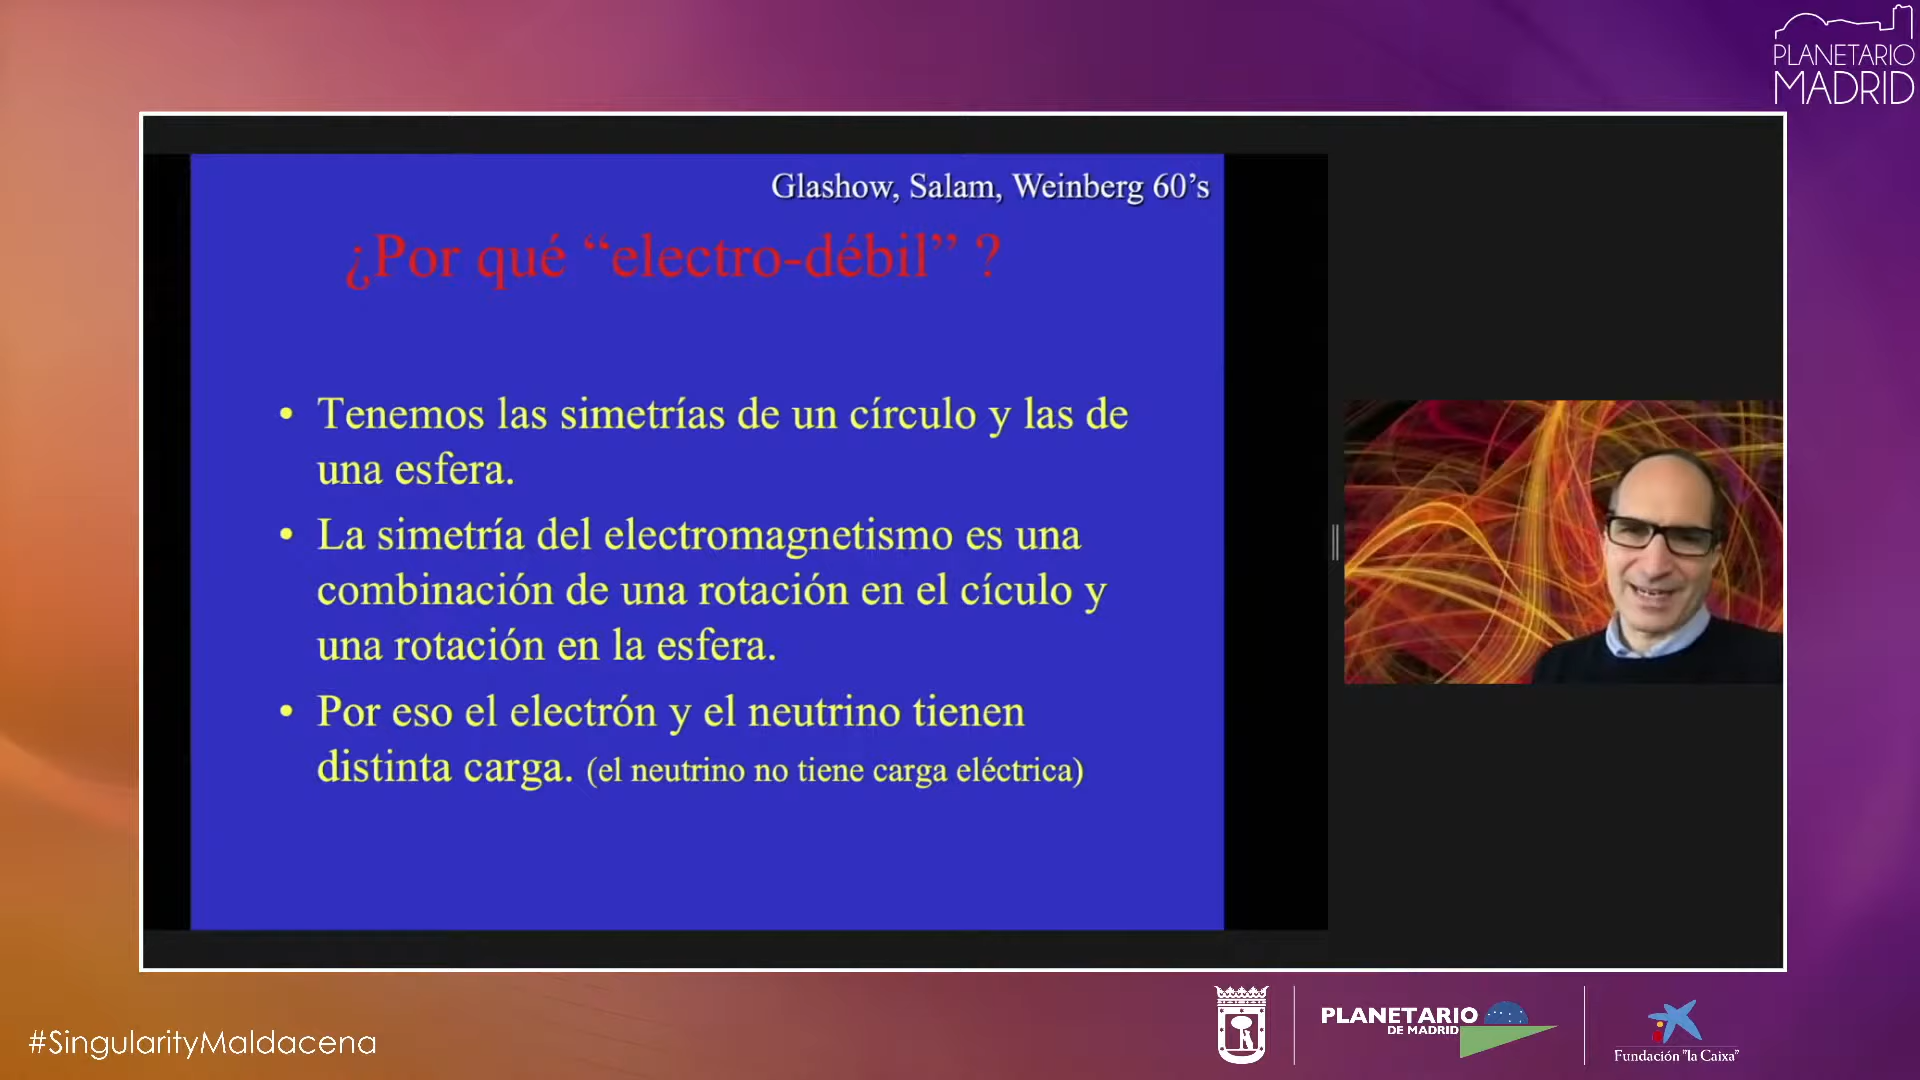 PLANETARIO
MADRID
Glashow, Salam, Weinberg 60’s
¿Por qué “electro-débil” ?
• Tenemos las simetrías de un círculo y las de
una esfera.
• La simetría del electromagnetismo es una
combinación de una rotación en el cículo y
una rotación en la esfera.
• Por eso el electrón y el neutrino tienen
distinta carga. (el neutrino no tiene carga eléctrica)
#SingularityMaldacena
PLANETARIO
DE MADRID
Fundación "la Caixa"